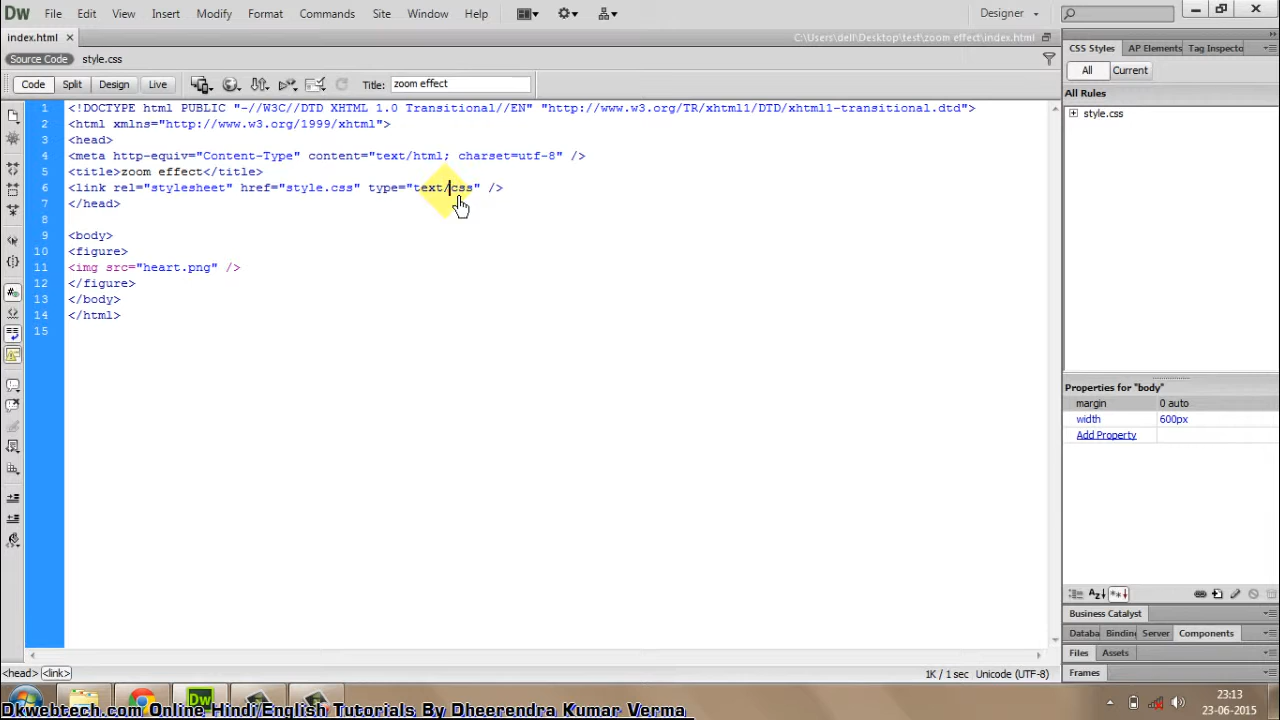 Dw File Edit View Insert Modify Format Commands Site Window Help Designer
index.html C:\Users\dell\Desktop\test\zoom effect\index.html
Source Code style.css
Code Split Design Live Title: zoom effect
1 <!DOCTYPE html PUBLIC "-//W3C//DTD XHTML 1.0 Transitional//EN" "http://www.w3.org/TR/xhtml1/DTD/xhtml1-transitional.dtd">
2 <html xmlns="http://www.w3.org/1999/xhtml">
3 <head>
4 <meta http-equiv="Content-Type" content="text/html; charset=utf-8" />
5 <title>zoom effect</title>
6 <link rel="stylesheet" href="style.css" type="text/css" />
7 </head>
8
9 <body>
10 <figure>
11 <img src="heart.png" />
12 </figure>
13 </body>
14 </html>
15
CSS Styles AP Elements Tag Inspecto
All Current
All Rules
style.css
Properties for "body"
margin 0 auto
width 600px
Add Property
Business Catalyst
Databa Binding Server Components
Files Assets
Frames
<head> <link> 1K / 1 sec Unicode (UTF-8)
Dw 23:13
23-06-2015
Dkwebtech.com Online Hindi/English Tutorials By Dheerendra Kumar Verma